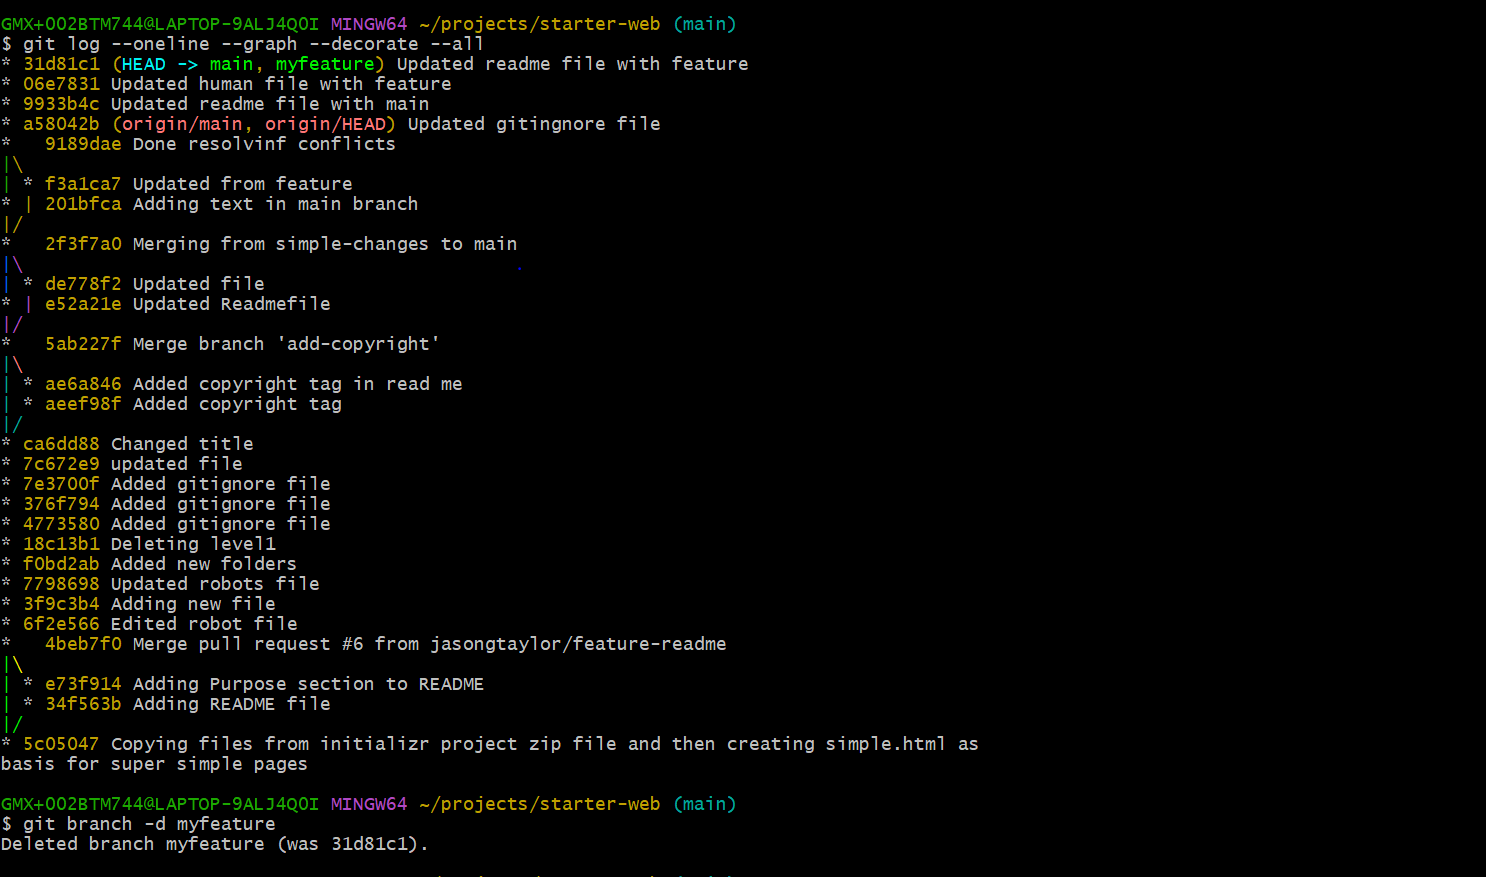 GMX+002BTM744@LAPTOP-9ALJ4Q0I MINGW64 ~/projects/starter-web (main)
$ git log --oneline --graph --decorate --all
* 31d81c1 (HEAD -> main, myfeature) Updated readme file with feature
* 06e7831 Updated human file with feature
* 9933b4c Updated readme file with main
* a58042b (origin/main, origin/HEAD) Updated gitingnore file
*   9189dae Done resolvinf conflicts
|\
| * f3a1ca7 Updated from feature
* | 201bfca Adding text in main branch
|/
*   2f3f7a0 Merging from simple-changes to main
|\
| * de778f2 Updated file
* | e52a21e Updated Readmefile
|/
*   5ab227f Merge branch 'add-copyright'
|\
| * ae6a846 Added copyright tag in read me
| * aeef98f Added copyright tag
|/
* ca6dd88 Changed title
* 7c672e9 updated file
* 7e3700f Added gitignore file
* 376f794 Added gitignore file
* 4773580 Added gitignore file
* 18c13b1 Deleting level1
* f0bd2ab Added new folders
* 7798698 Updated robots file
* 3f9c3b4 Adding new file
* 6f2e566 Edited robot file
*   4beb7f0 Merge pull request #6 from jasongtaylor/feature-readme
|\
| * e73f914 Adding Purpose section to README
| * 34f563b Adding README file
|/
* 5c05047 Copying files from initializr project zip file and then creating simple.html as
basis for super simple pages
GMX+002BTM744@LAPTOP-9ALJ4Q0I MINGW64 ~/projects/starter-web (main)
$ git branch -d myfeature
Deleted branch myfeature (was 31d81c1).